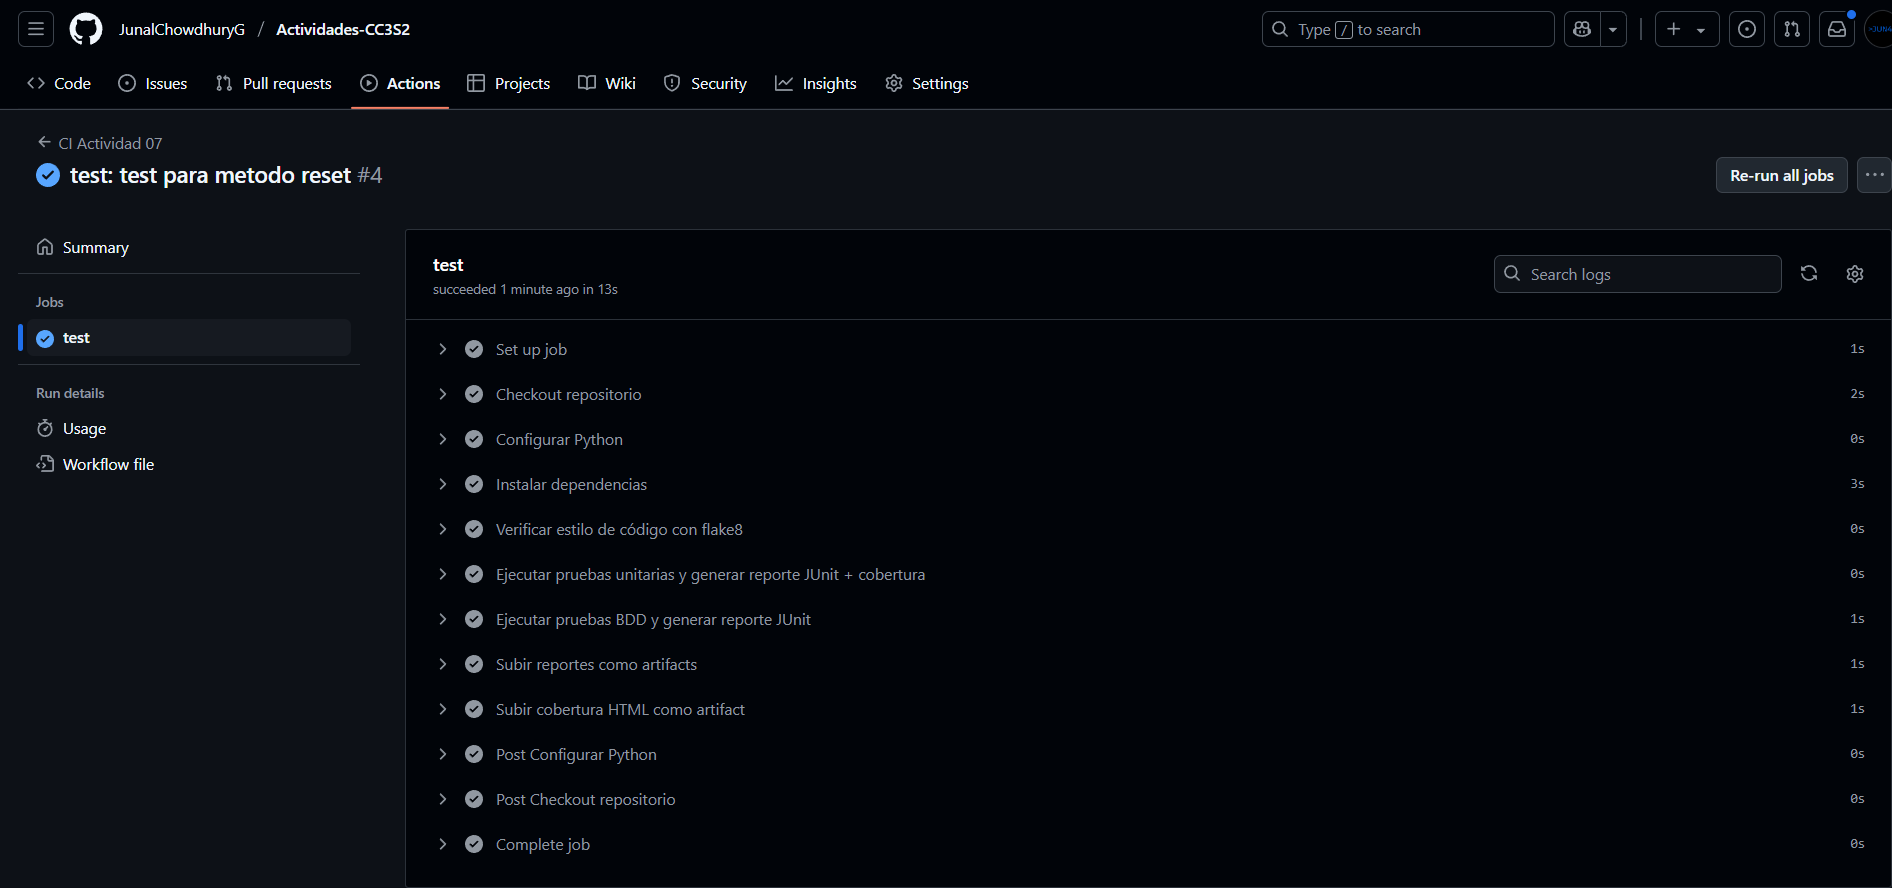 JunalChowdhuryG / Actividades-CC3S2
Type / to search
Code Issues Pull requests Actions Projects Wiki Security Insights Settings
CI Actividad 07
test: test para metodo reset #4
Re-run all jobs
Summary
Jobs
test
Run details
Usage
Workflow file
test
succeeded 1 minute ago in 13s
Search logs
Set up job 1s
Checkout repositorio 2s
Configurar Python 0s
Instalar dependencias 3s
Verificar estilo de código con flake8 0s
Ejecutar pruebas unitarias y generar reporte JUnit + cobertura 0s
Ejecutar pruebas BDD y generar reporte JUnit 1s
Subir reportes como artifacts 1s
Subir cobertura HTML como artifact 1s
Post Configurar Python 0s
Post Checkout repositorio 0s
Complete job 0s